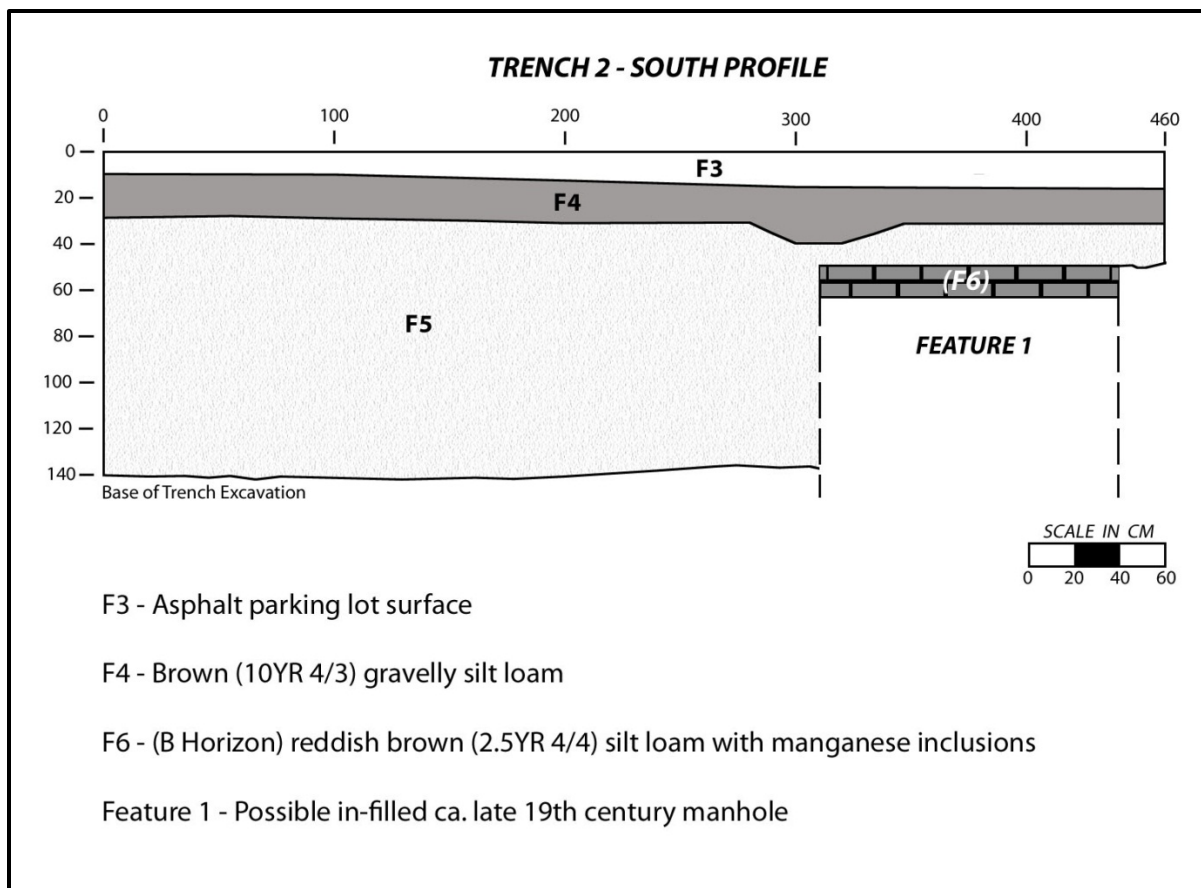 TRENCH 2 - SOUTH PROFILE
0 100 200 300 400 460
0
F3
20
F4
40
(F6)
60
F5
80
FEATURE 1
100
120
140
Base of Trench Excavation
SCALE IN CM
0 20 40 60
F3 - Asphalt parking lot surface
F4 - Brown (10YR 4/3) gravelly silt loam
F6 - (B Horizon) reddish brown (2.5YR 4/4) silt loam with manganese inclusions
Feature 1 - Possible in-filled ca. late 19th century manhole